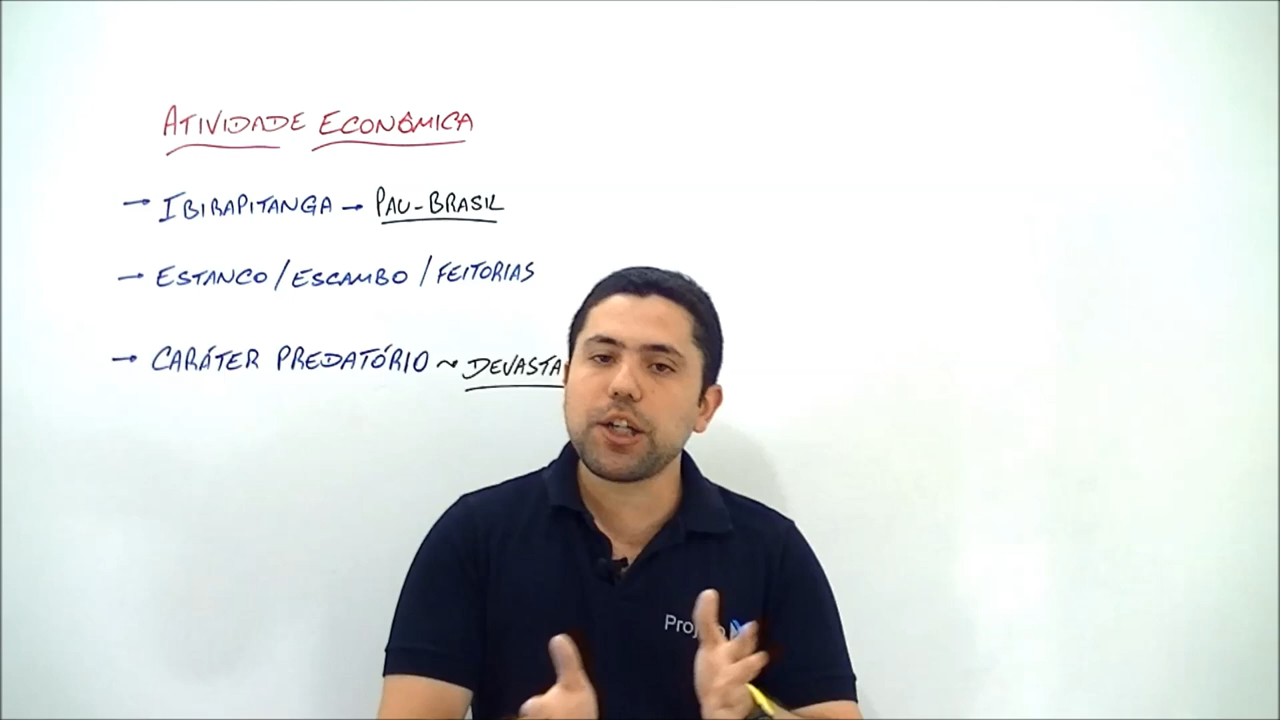 ATIVIDADE ECONÔMICA
→ IBIRAPITANGA → PAU-BRASIL
→ ESTANCO / ESCAMBO / FEITORIAS
→ CARÁTER PREDATÓRIO ~ DEVASTA